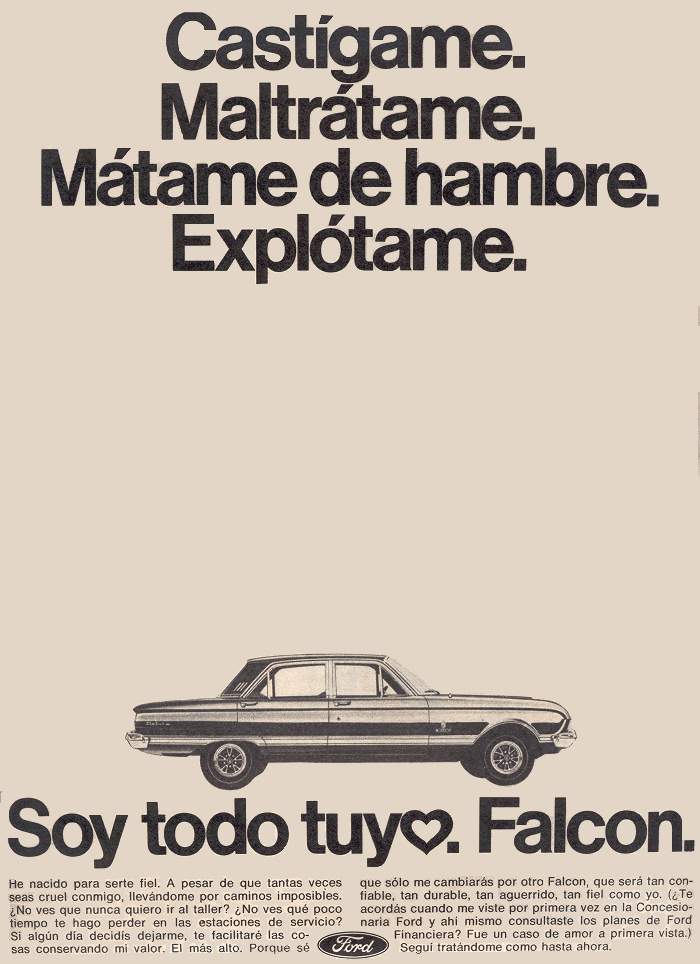 Castígame.
Maltrátame.
Mátame de hambre.
Explótame.
Soy todo tuy♡. Falcon.
He nacido para serte fiel. A pesar de que tantas veces
seas cruel conmigo, llevándome por caminos imposibles.
¿No ves que nunca quiero ir al taller? ¿No ves qué poco
tiempo te hago perder en las estaciones de servicio?
Si algún día decidís dejarme, te facilitaré las co-
sas conservando mi valor. El más alto. Porque sé
que sólo me cambiarás por otro Falcon, que será tan con-
fiable, tan durable, tan aguerrido, tan fiel como yo. (¿Te
acordás cuando me viste por primera vez en la Concesio-
naria Ford y ahí mismo consultaste los planes de Ford
Financiera? Fue un caso de amor a primera vista.)
Seguí tratándome como hasta ahora.
Ford